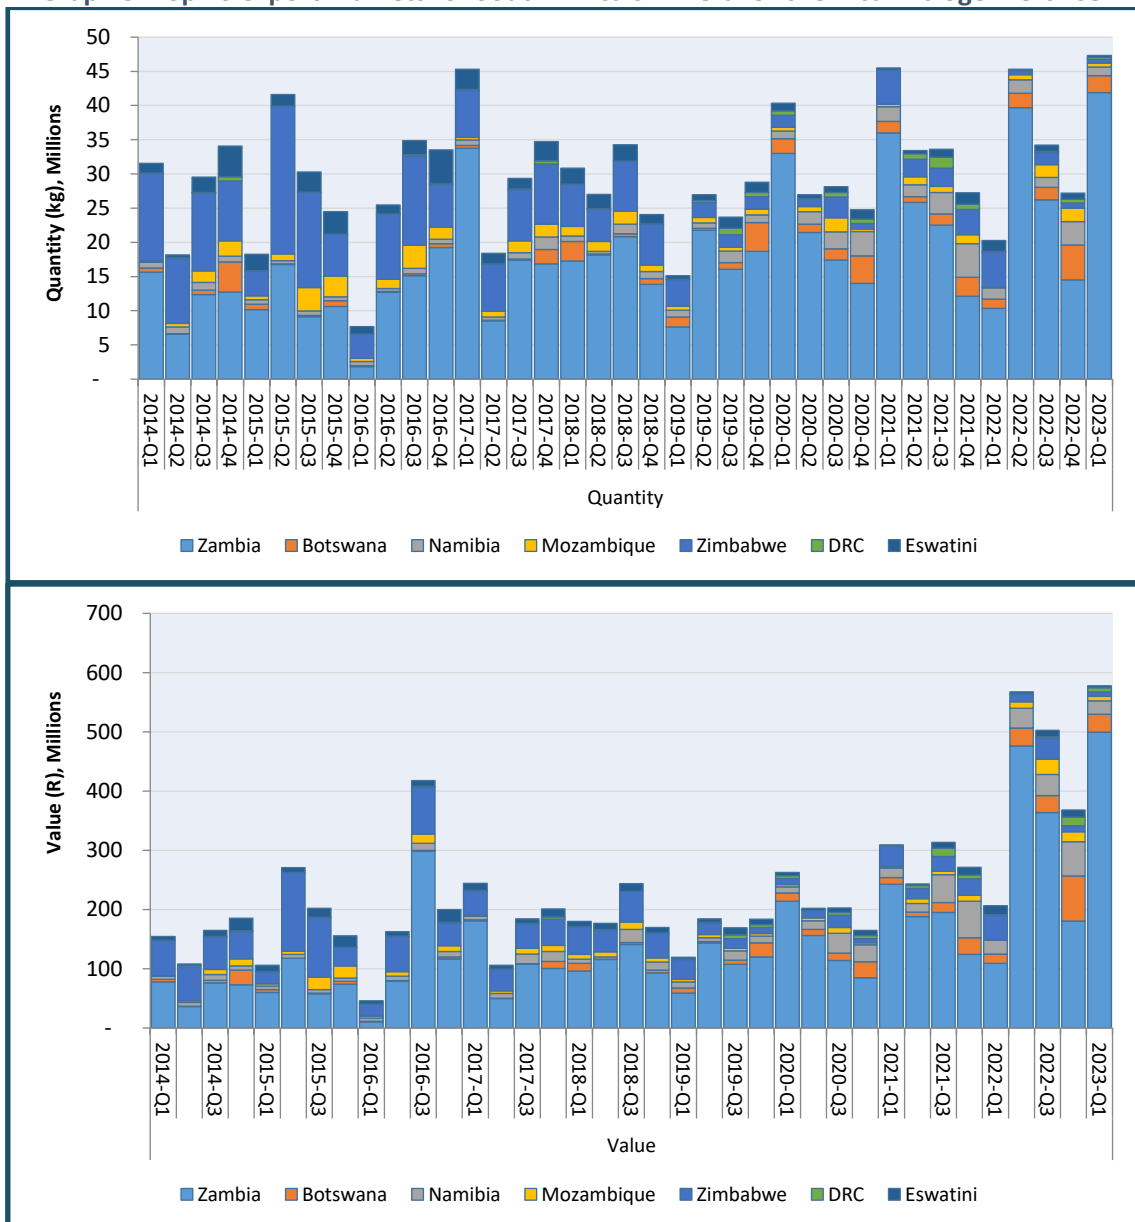 50
45
40
35
30
25
20
15
10
5
-
Quantity (kg), Millions
2014-Q1
2014-Q2
2014-Q3
2014-Q4
2015-Q1
2015-Q2
2015-Q3
2015-Q4
2016-Q1
2016-Q2
2016-Q3
2016-Q4
2017-Q1
2017-Q2
2017-Q3
2017-Q4
2018-Q1
2018-Q2
2018-Q3
2018-Q4
2019-Q1
2019-Q2
2019-Q3
2019-Q4
2020-Q1
2020-Q2
2020-Q3
2020-Q4
2021-Q1
2021-Q2
2021-Q3
2021-Q4
2022-Q1
2022-Q2
2022-Q3
2022-Q4
2023-Q1
Quantity
Zambia Botswana Namibia Mozambique Zimbabwe DRC Eswatini
700
600
500
400
300
200
100
-
Value (R), Millions
2014-Q1
2014-Q3
2015-Q1
2015-Q3
2016-Q1
2016-Q3
2017-Q1
2017-Q3
2018-Q1
2018-Q3
2019-Q1
2019-Q3
2020-Q1
2020-Q3
2021-Q1
2021-Q3
2022-Q1
2022-Q3
2023-Q1
Value
Zambia Botswana Namibia Mozambique Zimbabwe DRC Eswatini